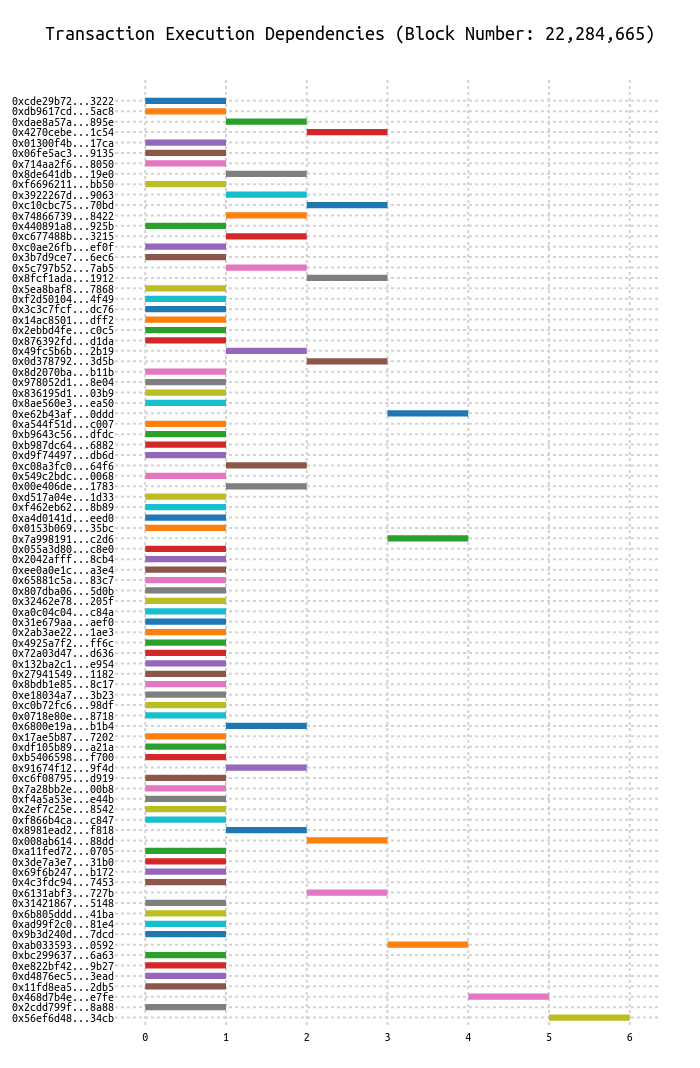 Transaction Execution Dependencies (Block Number: 22,284,665)
0xcde29b72...3222
0xdb9617cd...5ac8
0xdae8a57a...895e
0x4270cebe...1c54
0x01300f4b...17ca
0x06fe5ac3...9135
0x714aa2f6...8050
0x8de641db...19e0
0xf6696211...bb50
0x3922267d...9063
0xc10cbc75...70bd
0x74866739...8422
0x440891a8...925b
0xc677488b...3215
0xc0ae26fb...ef0f
0x3b7d9ce7...6ec6
0x5c797b52...7ab5
0x8fcf1ada...1912
0x5ea8baf8...7868
0xf2d50104...4f49
0x3c3c7fcf...dc76
0x14ac8501...dff2
0x2ebbd4fe...c0c5
0x876392fd...d1da
0x49fc5b6b...2b19
0x0d378792...3d5b
0x8d2070ba...b11b
0x978052d1...8e04
0x836195d1...03b9
0x8ae560e3...ea50
0xe62b43af...0ddd
0xa544f51d...c007
0xb9643c56...dfdc
0xb987dc64...6882
0xd9f74497...db6d
0xc08a3fc0...64f6
0x549c2bdc...0068
0x00e406de...1783
0xd517a04e...1d33
0xf462eb62...8b89
0xa4d0141d...eed0
0x0153b069...35bc
0x7a998191...c2d6
0x055a3d80...c8e0
0x2042afff...8cb4
0xee0a0e1c...a3e4
0x65881c5a...83c7
0x807dba06...5d0b
0x32462e78...205f
0xa0c04c04...c84a
0x31e679aa...aef0
0x2ab3ae22...1ae3
0x4925a7f2...ff6c
0x72a03d47...d636
0x132ba2c1...e954
0x27941549...1182
0x8bdb1e85...8c17
0xe18034a7...3b23
0xc0b72fc6...98df
0x0718e80e...8718
0x6800e19a...b1b4
0x17ae5b87...7202
0xdf105b89...a21a
0xb5406598...f700
0x91674f12...9f4d
0xc6f08795...d919
0x7a28bb2e...00b8
0xf4a5a53e...e44b
0x2ef7c25e...8542
0xf866b4ca...c847
0x8981ead2...f818
0x008ab614...88dd
0xa11fed72...0705
0x3de7a3e7...31b0
0x69f6b247...b172
0x4c3fdc94...7453
0x6131abf3...727b
0x31421867...5148
0x6b805ddd...41ba
0xad99f2c0...81e4
0x9b3d240d...7dcd
0xab033593...0592
0xbc299637...6a63
0xe822bf42...9b27
0xd4876ec5...3ead
0x11fd8ea5...2db5
0x468d7b4e...e7fe
0x2cdd799f...8a88
0x56ef6d48...34cb
0 1 2 3 4 5 6